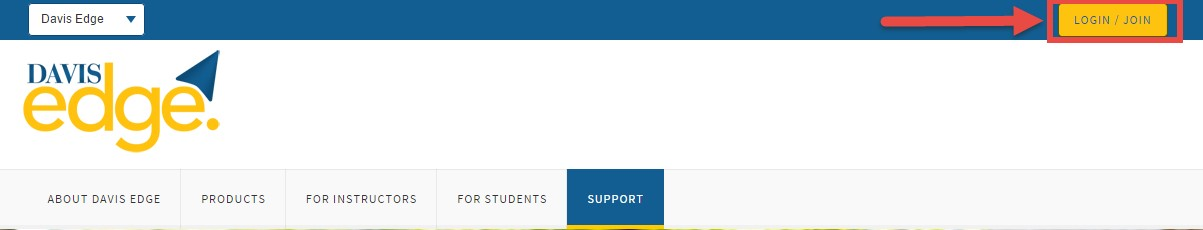 Davis Edge
LOGIN / JOIN
DAVIS
edge.
ABOUT DAVIS EDGE PRODUCTS FOR INSTRUCTORS FOR STUDENTS SUPPORT